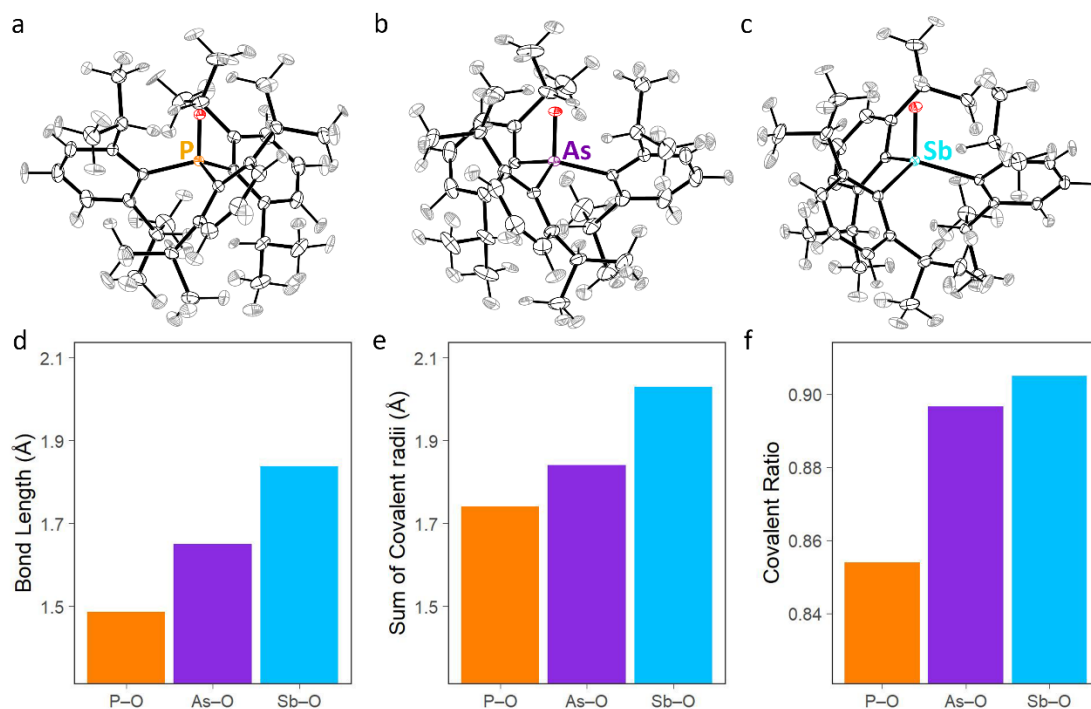 a
b
c
P
As
Sb
d
e
f
Bond Length (Å)
2.1
1.9
1.7
1.5
P–O
As–O
Sb–O
Sum of Covalent radii (Å)
2.1
1.9
1.7
1.5
P–O
As–O
Sb–O
Covalent Ratio
0.90
0.88
0.86
0.84
P–O
As–O
Sb–O